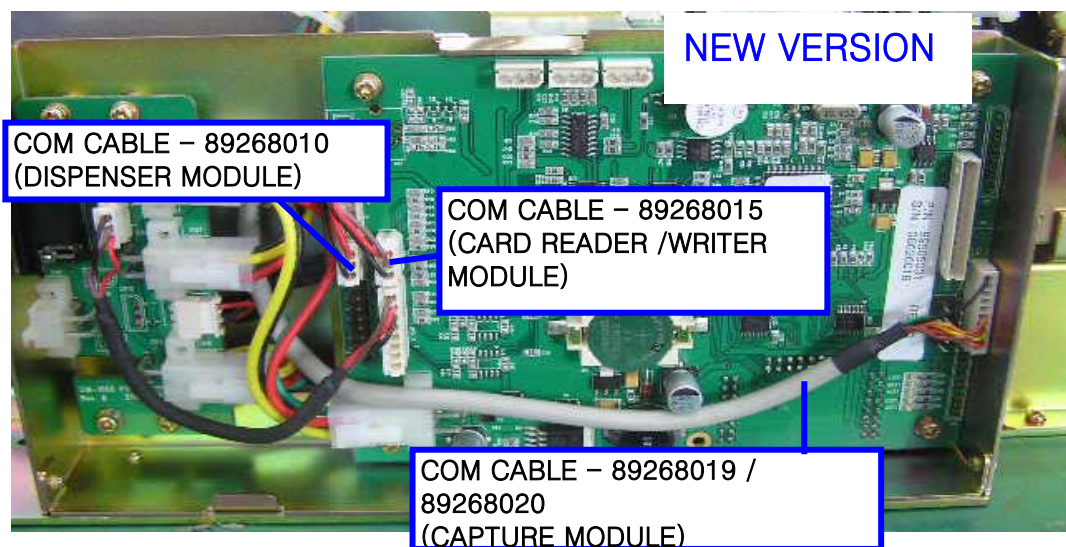 NEW VERSION
COM CABLE – 89268010
(DISPENSER MODULE)
COM CABLE – 89268015
(CARD READER /WRITER
MODULE)
COM CABLE – 89268019 /
89268020
(CAPTURE MODULE)